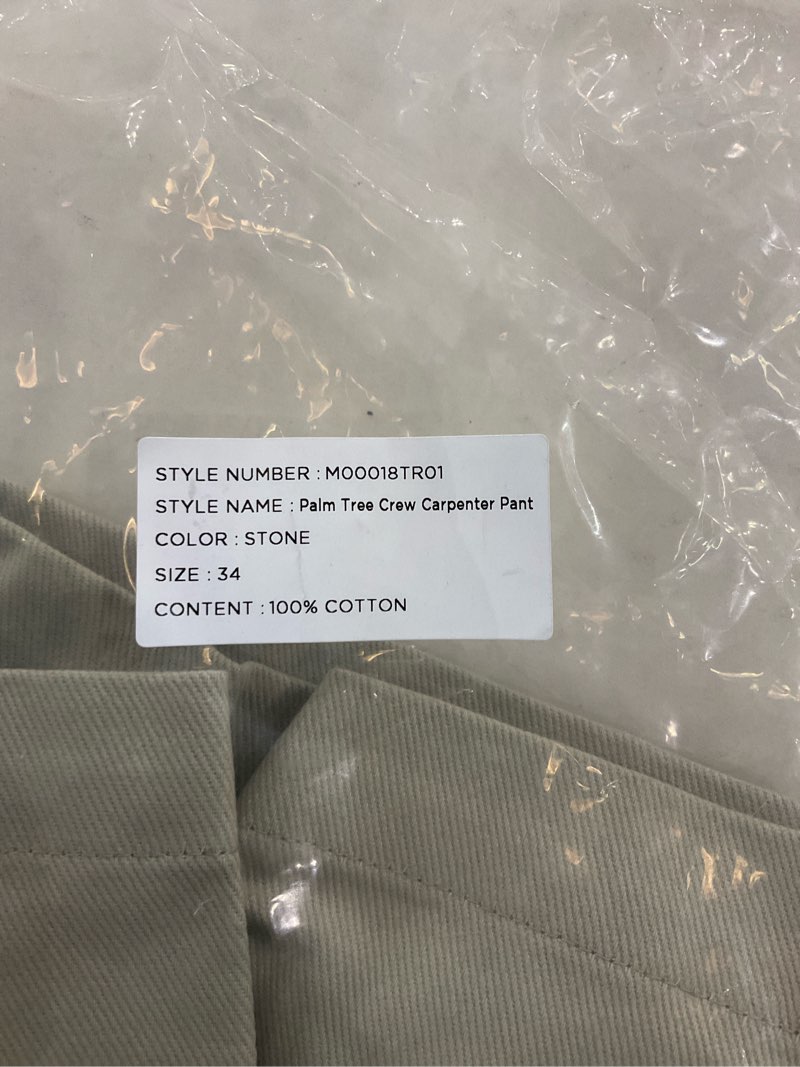 STYLE NUMBER : M00018TR01
STYLE NAME : Palm Tree Crew Carpenter Pant
COLOR : STONE
SIZE : 34
CONTENT : 100% COTTON